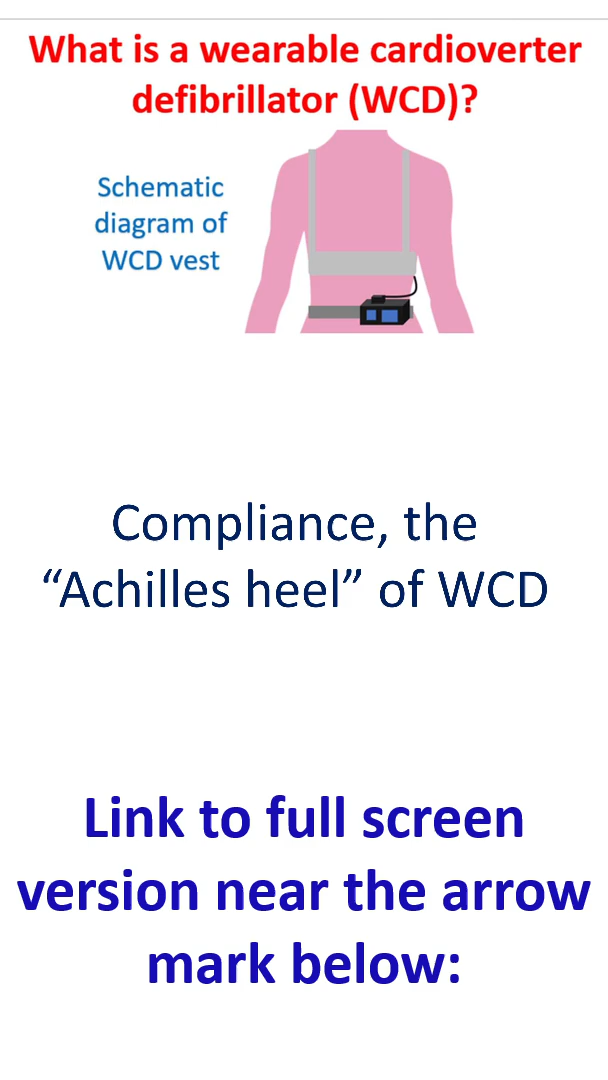 What is a wearable cardioverter
defibrillator (WCD)?
Schematic
diagram of
WCD vest
Compliance, the
“Achilles heel” of WCD
Link to full screen
version near the arrow
mark below: